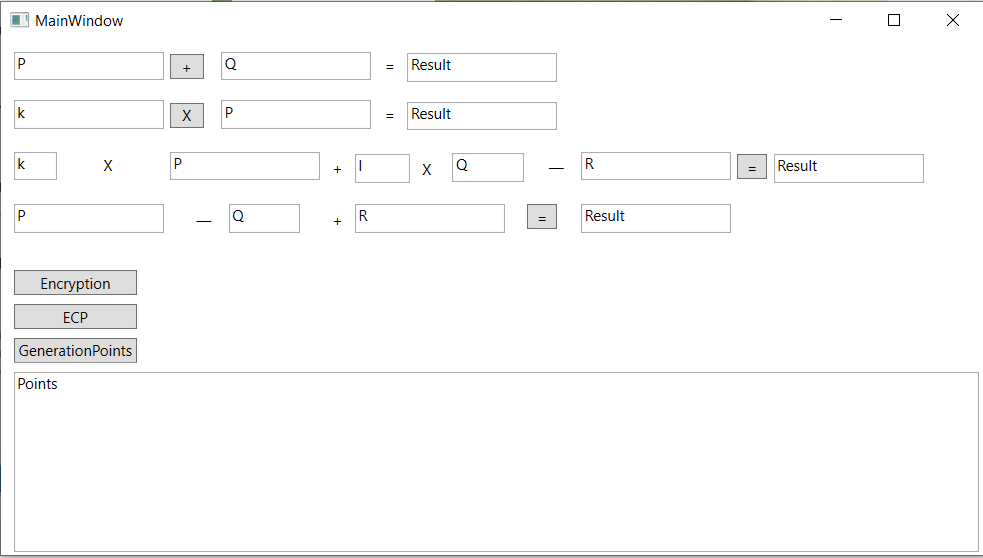 MainWindow
P + Q = Result
k X P = Result
k X P + l X Q — R = Result
P — Q + R = Result
Encryption
ECP
GenerationPoints
Points